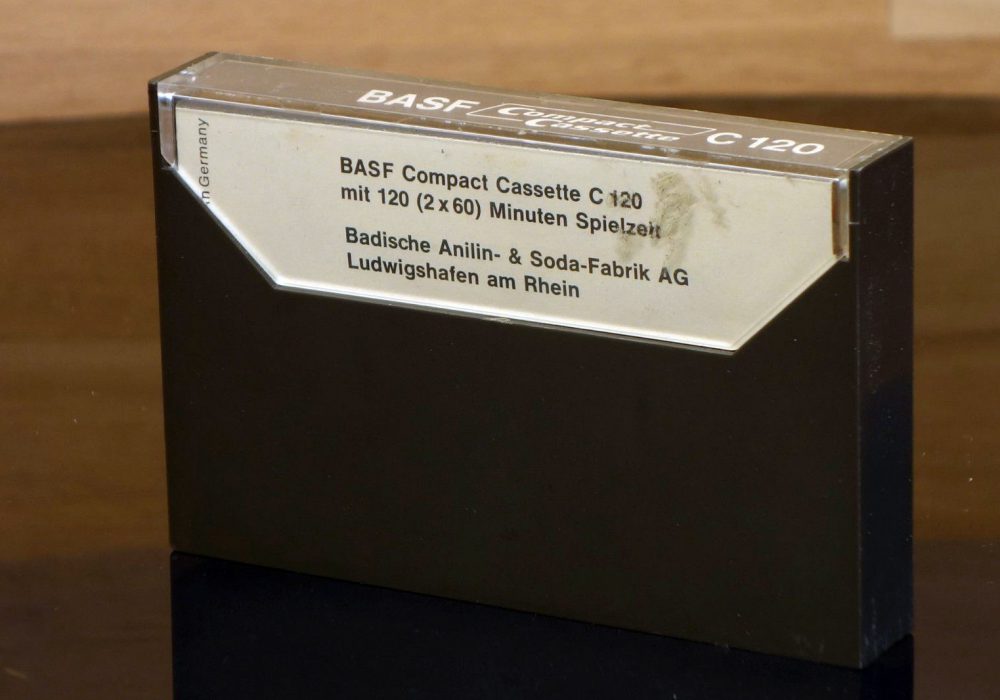 BASF Compact Cassette C 120
BASF Compact Cassette C 120
mit 120 (2 x 60) Minuten Spielzeit
Badische Anilin- & Soda-Fabrik AG
Ludwigshafen am Rhein
Germany